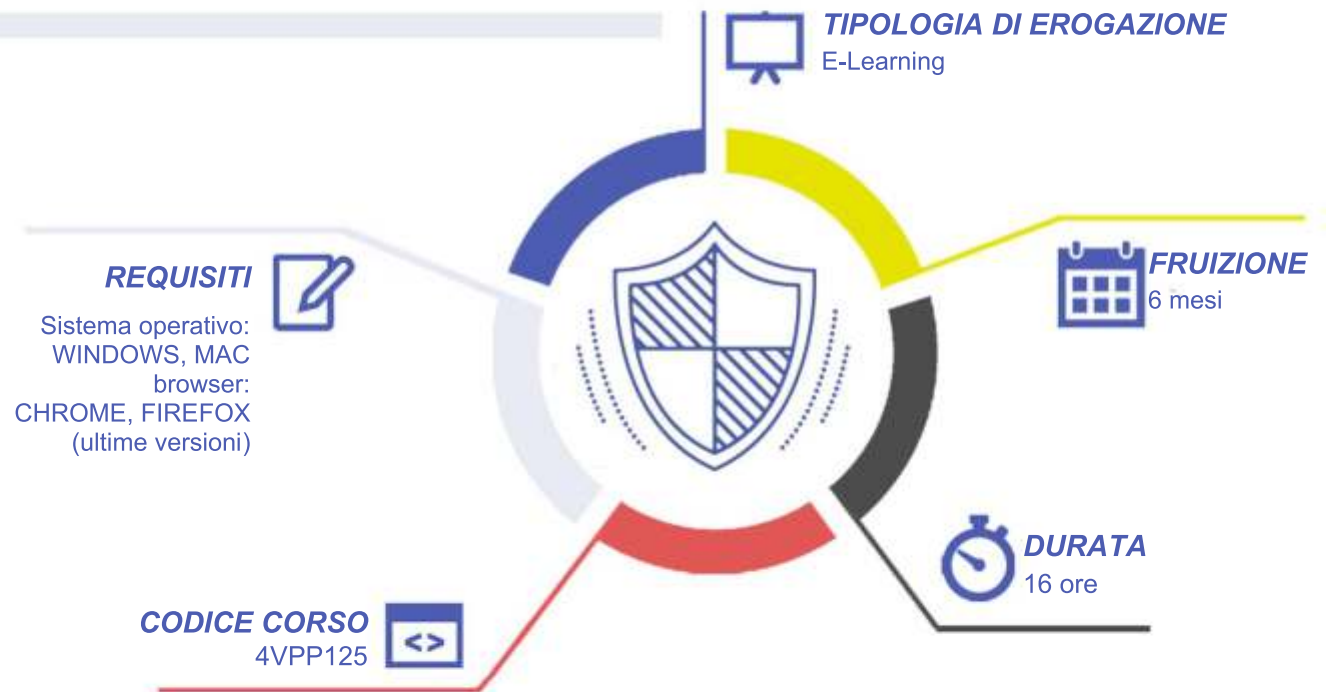 TIPOLOGIA DI EROGAZIONE
E-Learning
REQUISITI
Sistema operativo:
WINDOWS, MAC
browser:
CHROME, FIREFOX
(ultime versioni)
FRUIZIONE
6 mesi
DURATA
16 ore
CODICE CORSO
4VPP125